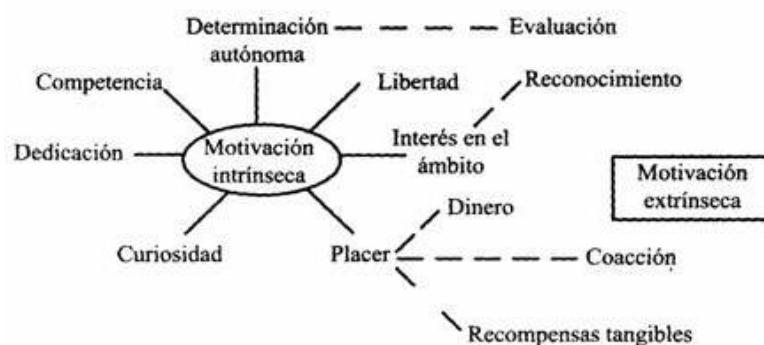 Determinación
autónoma
Evaluación
Competencia
Libertad
Reconocimiento
Dedicación
Motivación
intrínseca
Interés en el
ámbito
Motivación
extrínseca
Dinero
Curiosidad
Placer
Coacción
Recompensas tangibles